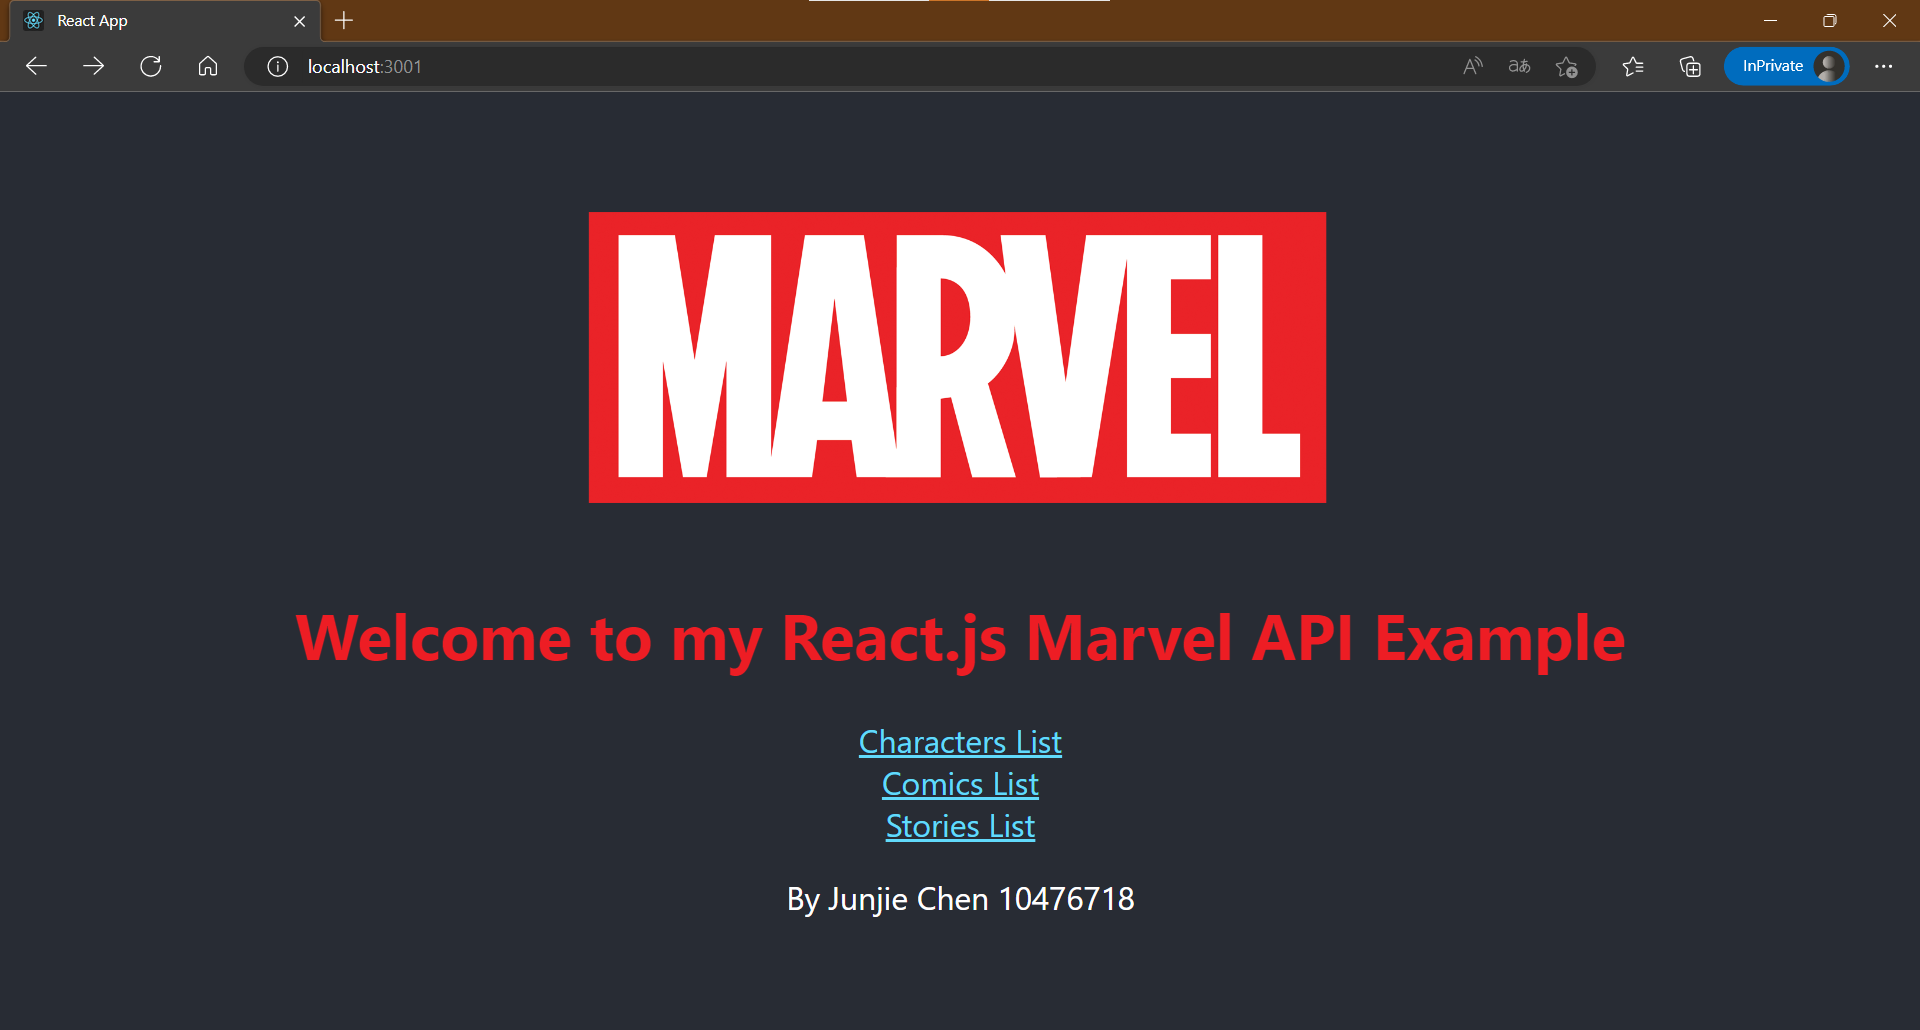 React App
localhost:3001
InPrivate
MARVEL
Welcome to my React.js Marvel API Example
Characters List
Comics List
Stories List
By Junjie Chen 10476718